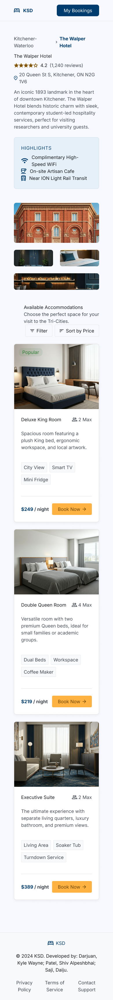 KSD
My Bookings
Kitchener-
Waterloo
The Walper
Hotel
The Walper Hotel
4.2 (1,240 reviews)
20 Queen St S, Kitchener, ON N2G
1V6
An iconic 1893 landmark in the heart
of downtown Kitchener. The Walper
Hotel blends historic charm with sleek,
contemporary student-led hospitality
services, perfect for visiting
researchers and university guests.
HIGHLIGHTS
Complimentary High-
Speed WiFi
On-site Artisan Cafe
Near ION Light Rail Transit
Available Accommodations
Choose the perfect space for your
visit to the Tri-Cities.
Filter
Sort by Price
Popular
Deluxe King Room
2 Max
Spacious room featuring a
plush King bed, ergonomic
workspace, and local artwork.
City View
Smart TV
Mini Fridge
$249 / night
Book Now
Double Queen Room
4 Max
Versatile room with two
premium Queen beds, ideal for
small families or academic
groups.
Dual Beds
Workspace
Coffee Maker
$219 / night
Book Now
Executive Suite
2 Max
The ultimate experience with
separate living quarters, luxury
bathroom, and premium views.
Living Area
Soaker Tub
Turndown Service
$389 / night
Book Now
KSD
© 2024 KSD. Developed by: Darjuan,
Kyle Wayne; Patel, Shiv Alpeshbhai;
Saji, Daiju.
Privacy
Policy
Terms of
Service
Contact
Support